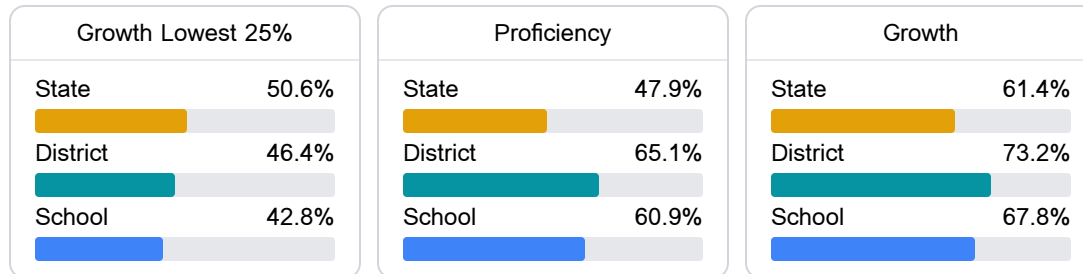 Growth Lowest 25%
State 50.6%
District 46.4%
School 42.8%
Proficiency
State 47.9%
District 65.1%
School 60.9%
Growth
State 61.4%
District 73.2%
School 67.8%